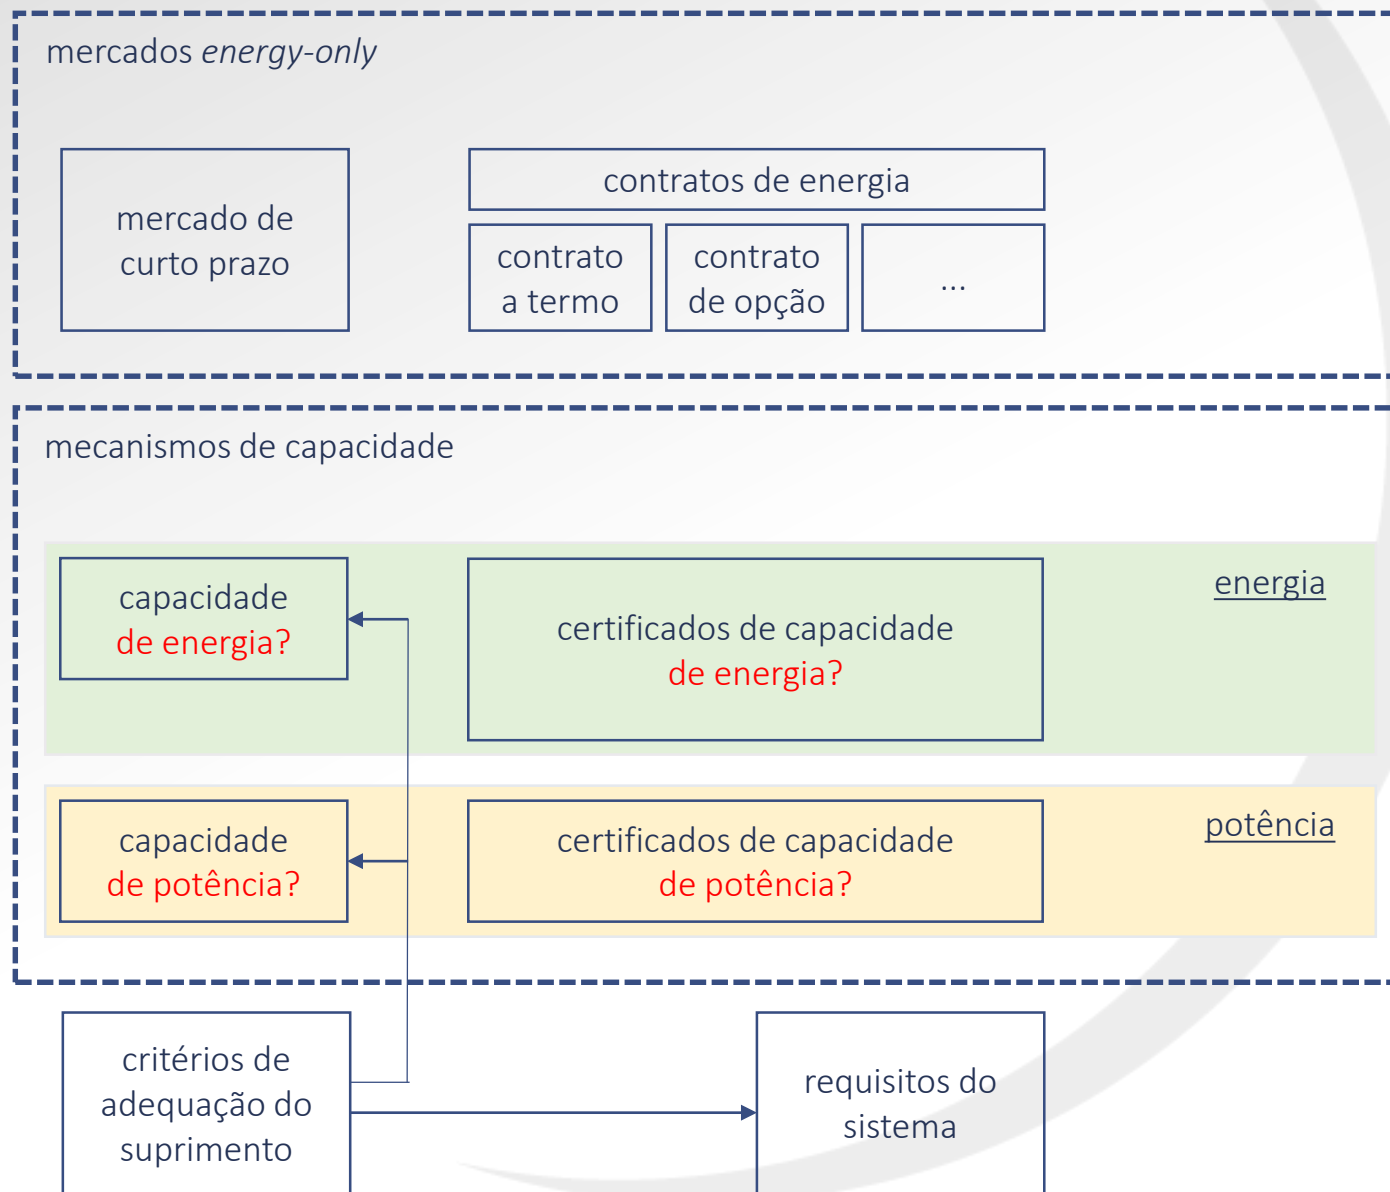 mercados energy-only
mercado de
curto prazo
contratos de energia
contrato
a termo
contrato
de opção
...
mecanismos de capacidade
capacidade
de energia?
certificados de capacidade
de energia?
energia
capacidade
de potência?
certificados de capacidade
de potência?
potência
critérios de
adequação do
suprimento
requisitos do
sistema